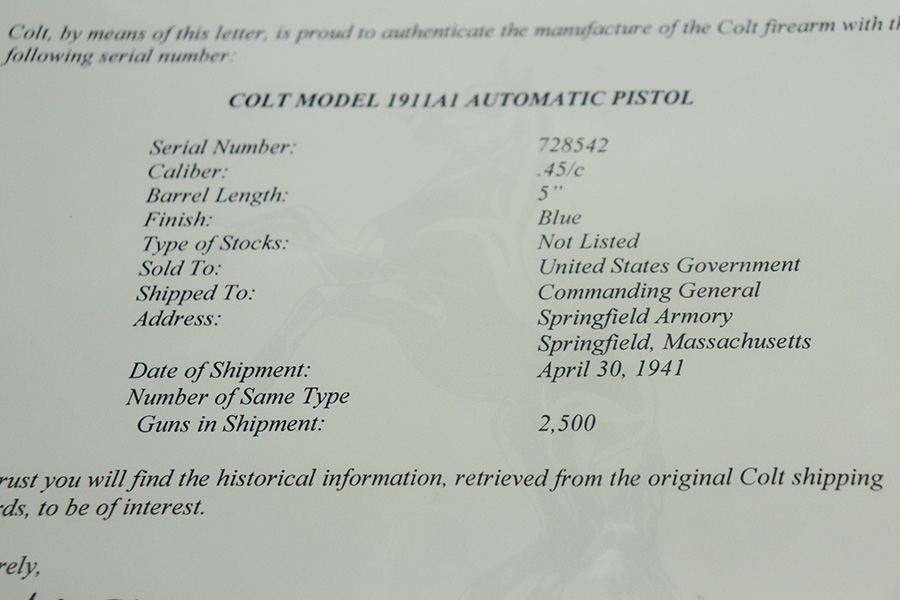 Colt, by means of this letter, is proud to authenticate the manufacture of the Colt firearm with
following serial number:
COLT MODEL 1911A1 AUTOMATIC PISTOL
Serial Number: 728542
Caliber: .45/c
Barrel Length: 5"
Finish: Blue
Type of Stocks: Not Listed
Sold To: United States Government
Shipped To: Commanding General
Address: Springfield Armory
Springfield, Massachusetts
Date of Shipment: April 30, 1941
Number of Same Type
Guns in Shipment: 2,500
rust you will find the historical information, retrieved from the original Colt shipping
rds, to be of interest.
rely,